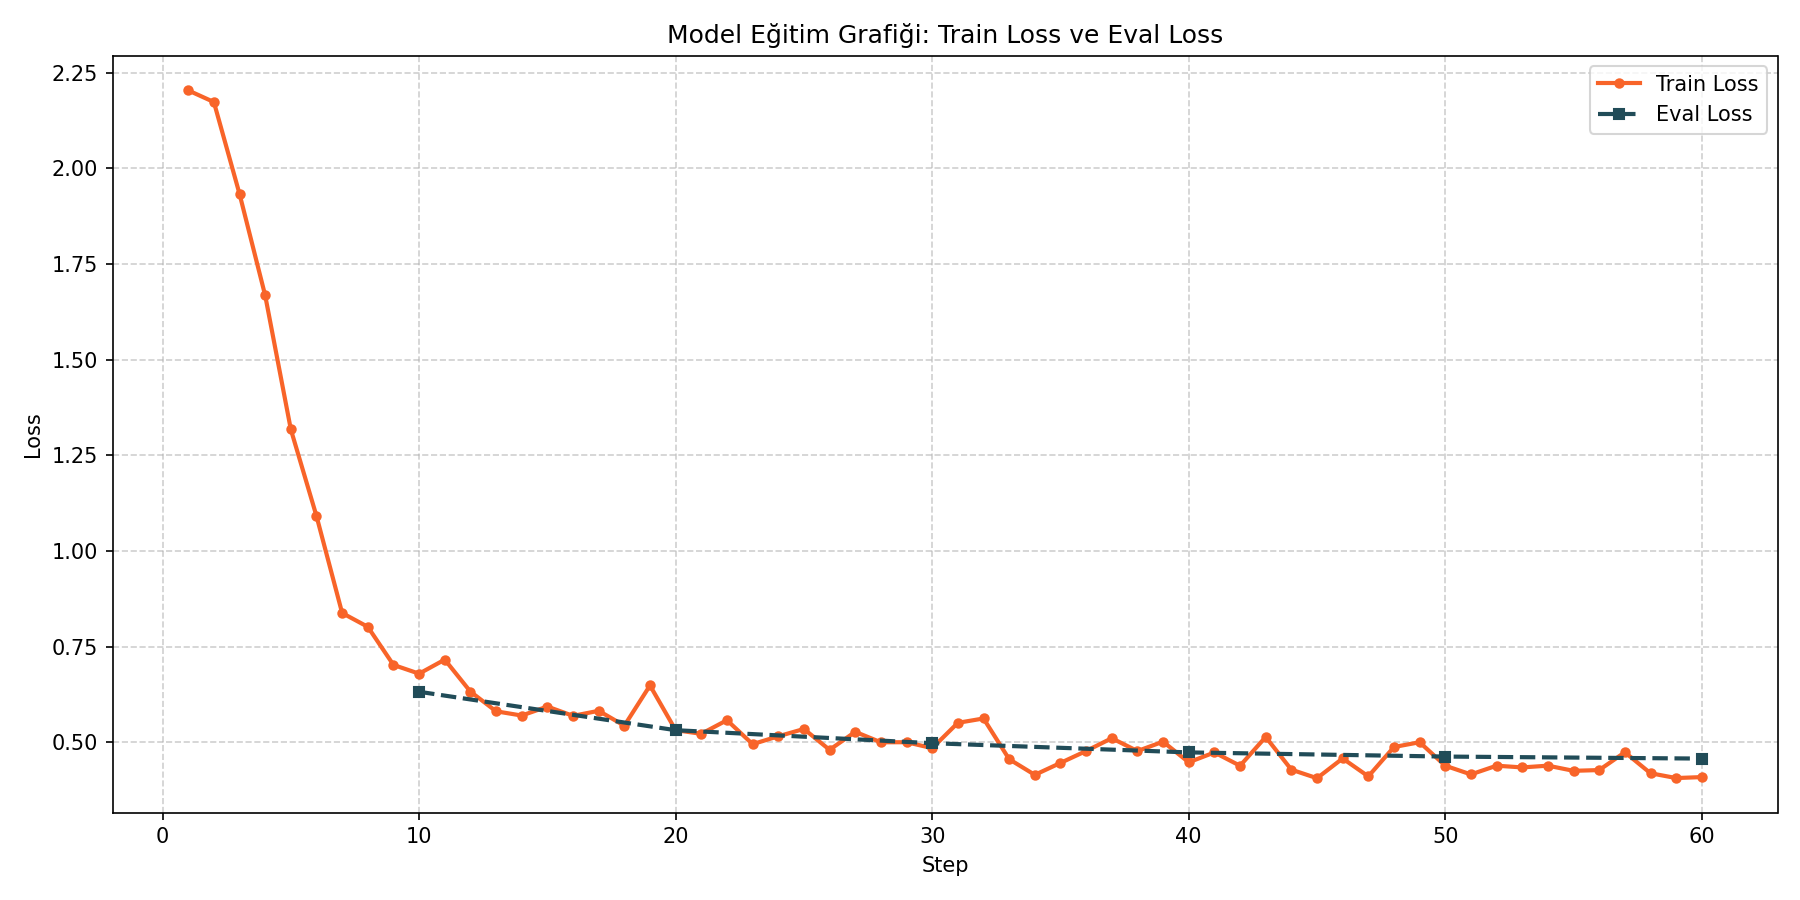 Model Eğitim Grafiği: Train Loss ve Eval Loss
Train Loss
Eval Loss
2.25
2.00
1.75
1.50
1.25
1.00
0.75
0.50
Loss
0 10 20 30 40 50 60
Step